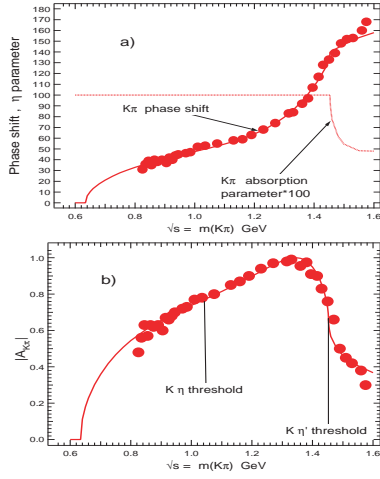 a)
Phase shift , η parameter
180
170
160
150
140
130
120
110
100
90
80
70
60
50
40
30
20
10
0
Kπ phase shift
Kπ absorption
parameter*100
0.6 0.8 1.0 1.2 1.4 1.6
√s = m(Kπ) GeV
b)
|A_Kπ|
1.0
0.8
0.6
0.4
0.2
0.0
K η threshold
K η' threshold
0.6 0.8 1.0 1.2 1.4 1.6
√s = m(Kπ) GeV